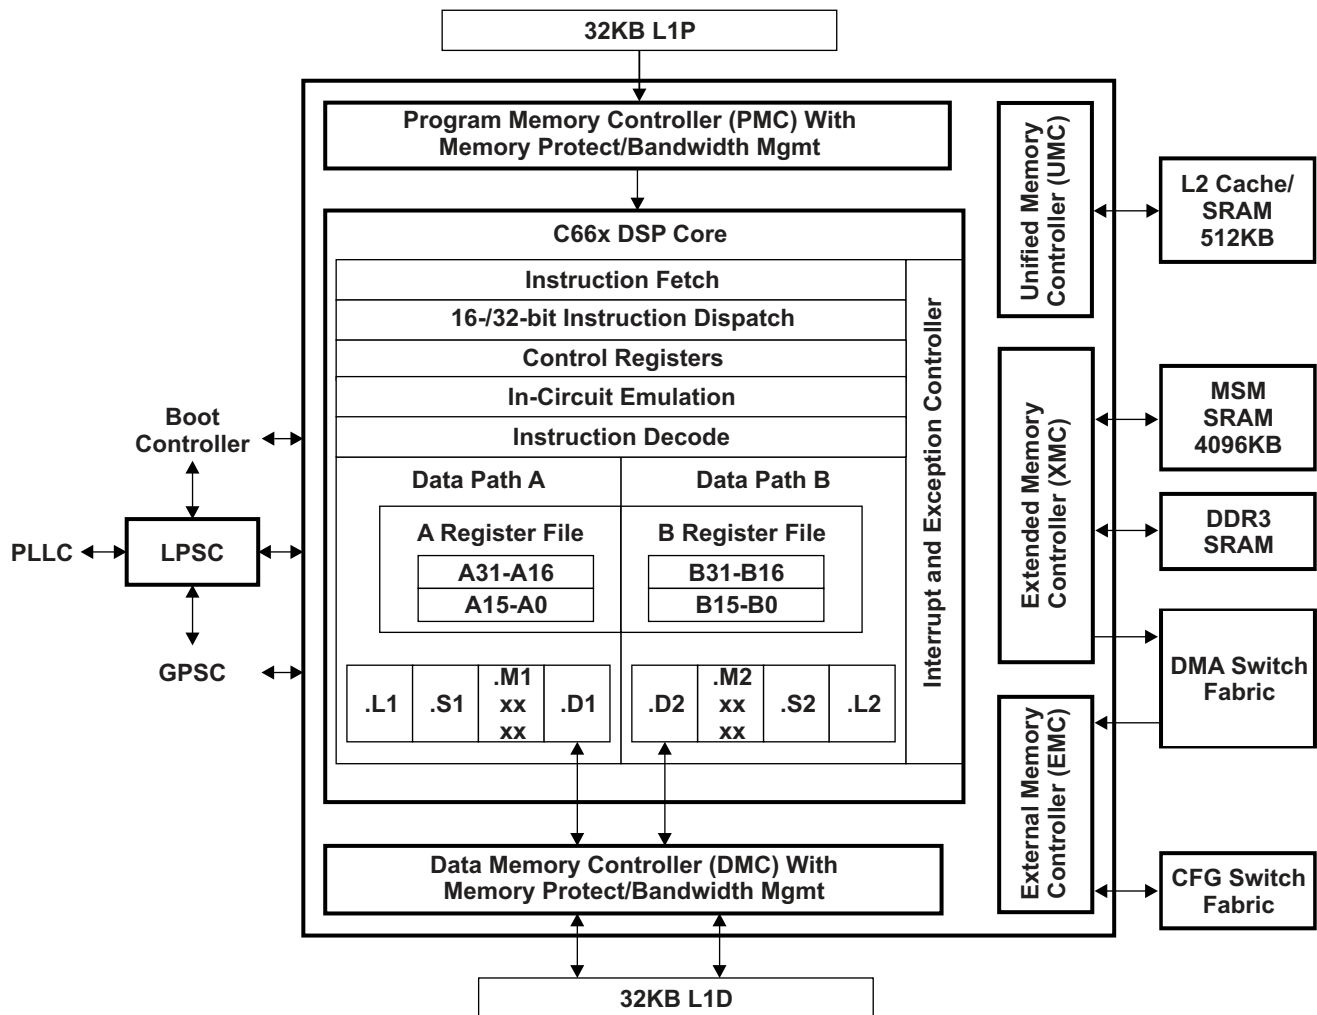 32KB L1P
Program Memory Controller (PMC) With
Memory Protect/Bandwidth Mgmt
C66x DSP Core
Instruction Fetch
16-/32-bit Instruction Dispatch
Control Registers
In-Circuit Emulation
Instruction Decode
Data Path A
Data Path B
A Register File
B Register File
A31-A16
A15-A0
B31-B16
B15-B0
.L1
.S1
.M1
xx
xx
.D1
.D2
.M2
xx
xx
.S2
.L2
Interrupt and Exception Controller
Data Memory Controller (DMC) With
Memory Protect/Bandwidth Mgmt
32KB L1D
Boot
Controller
PLLC
LPSC
GPSC
Unified Memory
Controller (UMC)
Extended Memory
Controller (XMC)
External Memory
Controller (EMC)
L2 Cache/
SRAM
512KB
MSM
SRAM
4096KB
DDR3
SRAM
DMA Switch
Fabric
CFG Switch
Fabric